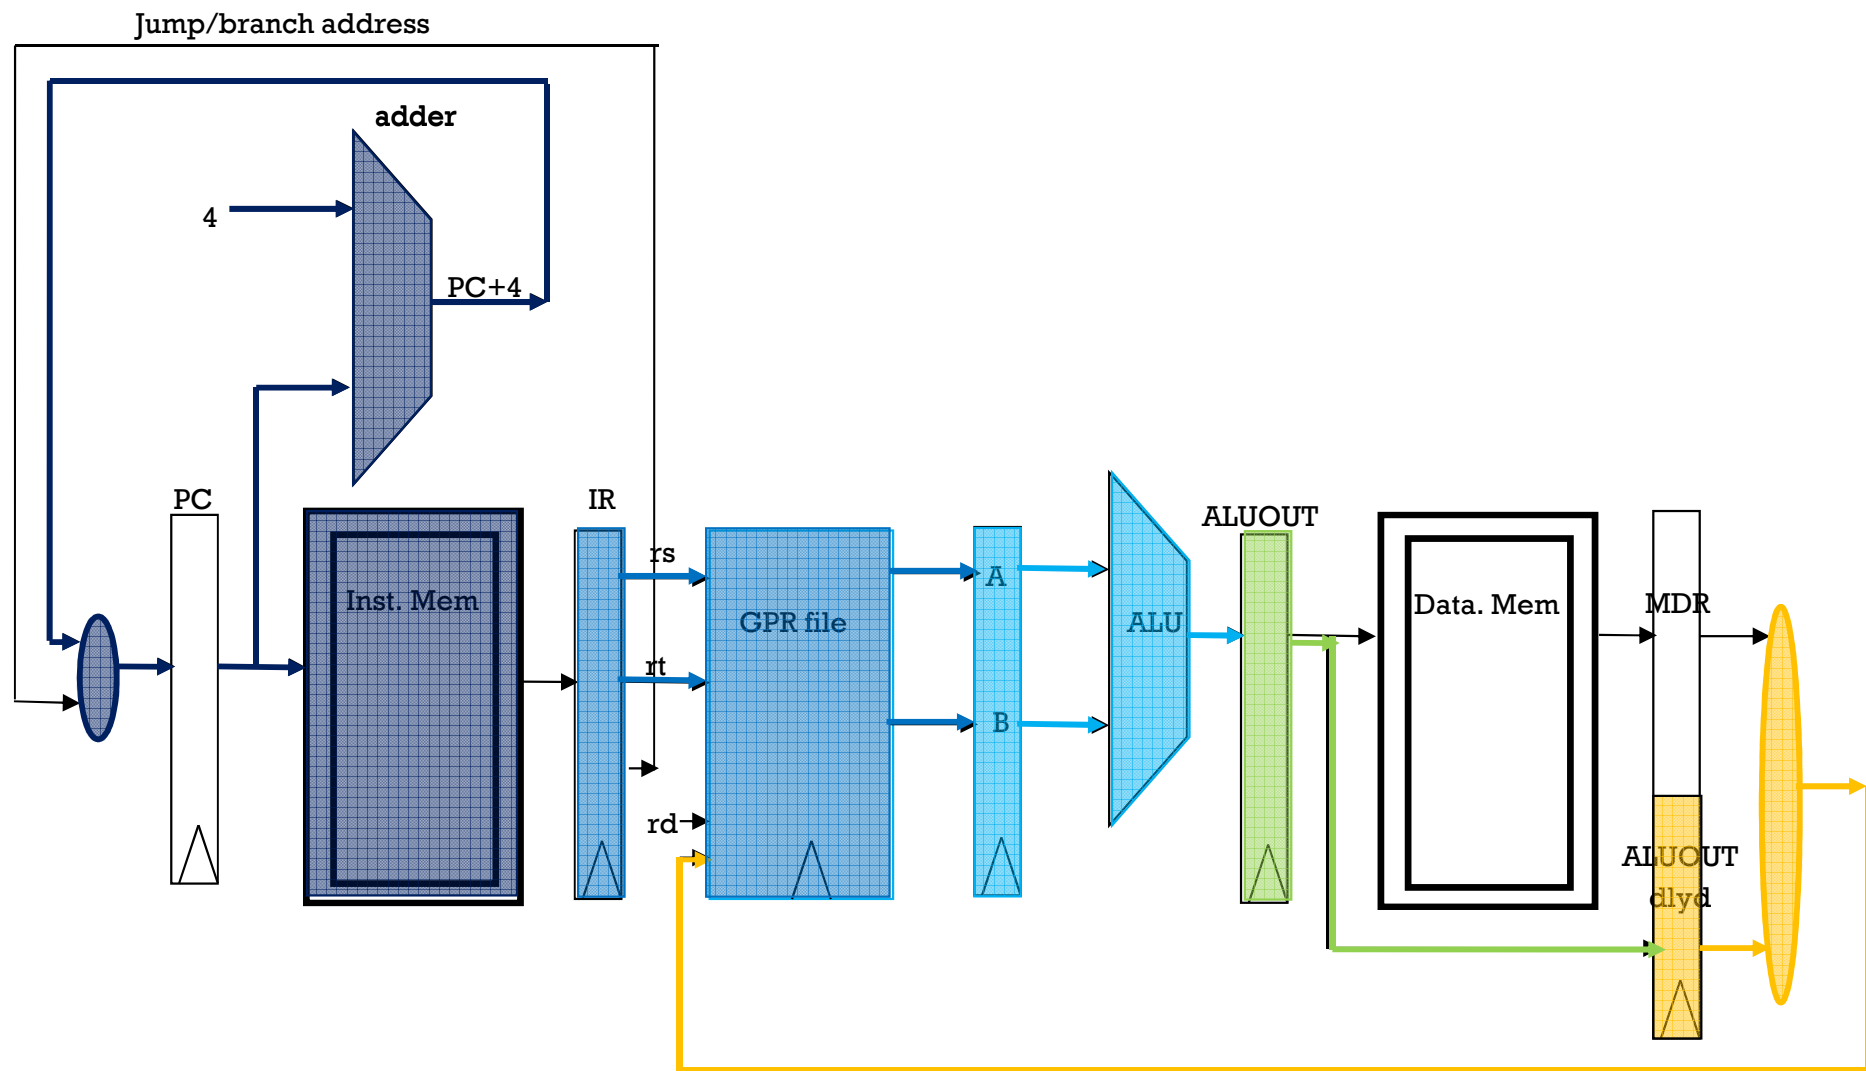 Jump/branch address
adder
4
PC+4
PC
IR
ALUOUT
rs
Inst. Mem
GPR file
A
ALU
Data. Mem
MDR
rt
B
rd
ALUOUT
dlyd